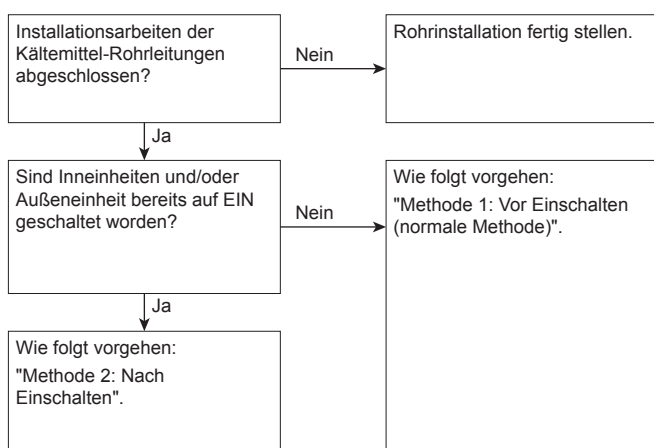 Installationsarbeiten der
Kältemittel-Rohrleitungen
abgeschlossen?
Nein
Rohrinstallation fertig stellen.
Ja
Sind Inneinheiten und/oder
Außeneinheit bereits auf EIN
geschaltet worden?
Nein
Wie folgt vorgehen:
"Methode 1: Vor Einschalten
(normale Methode)".
Ja
Wie folgt vorgehen:
"Methode 2: Nach
Einschalten".